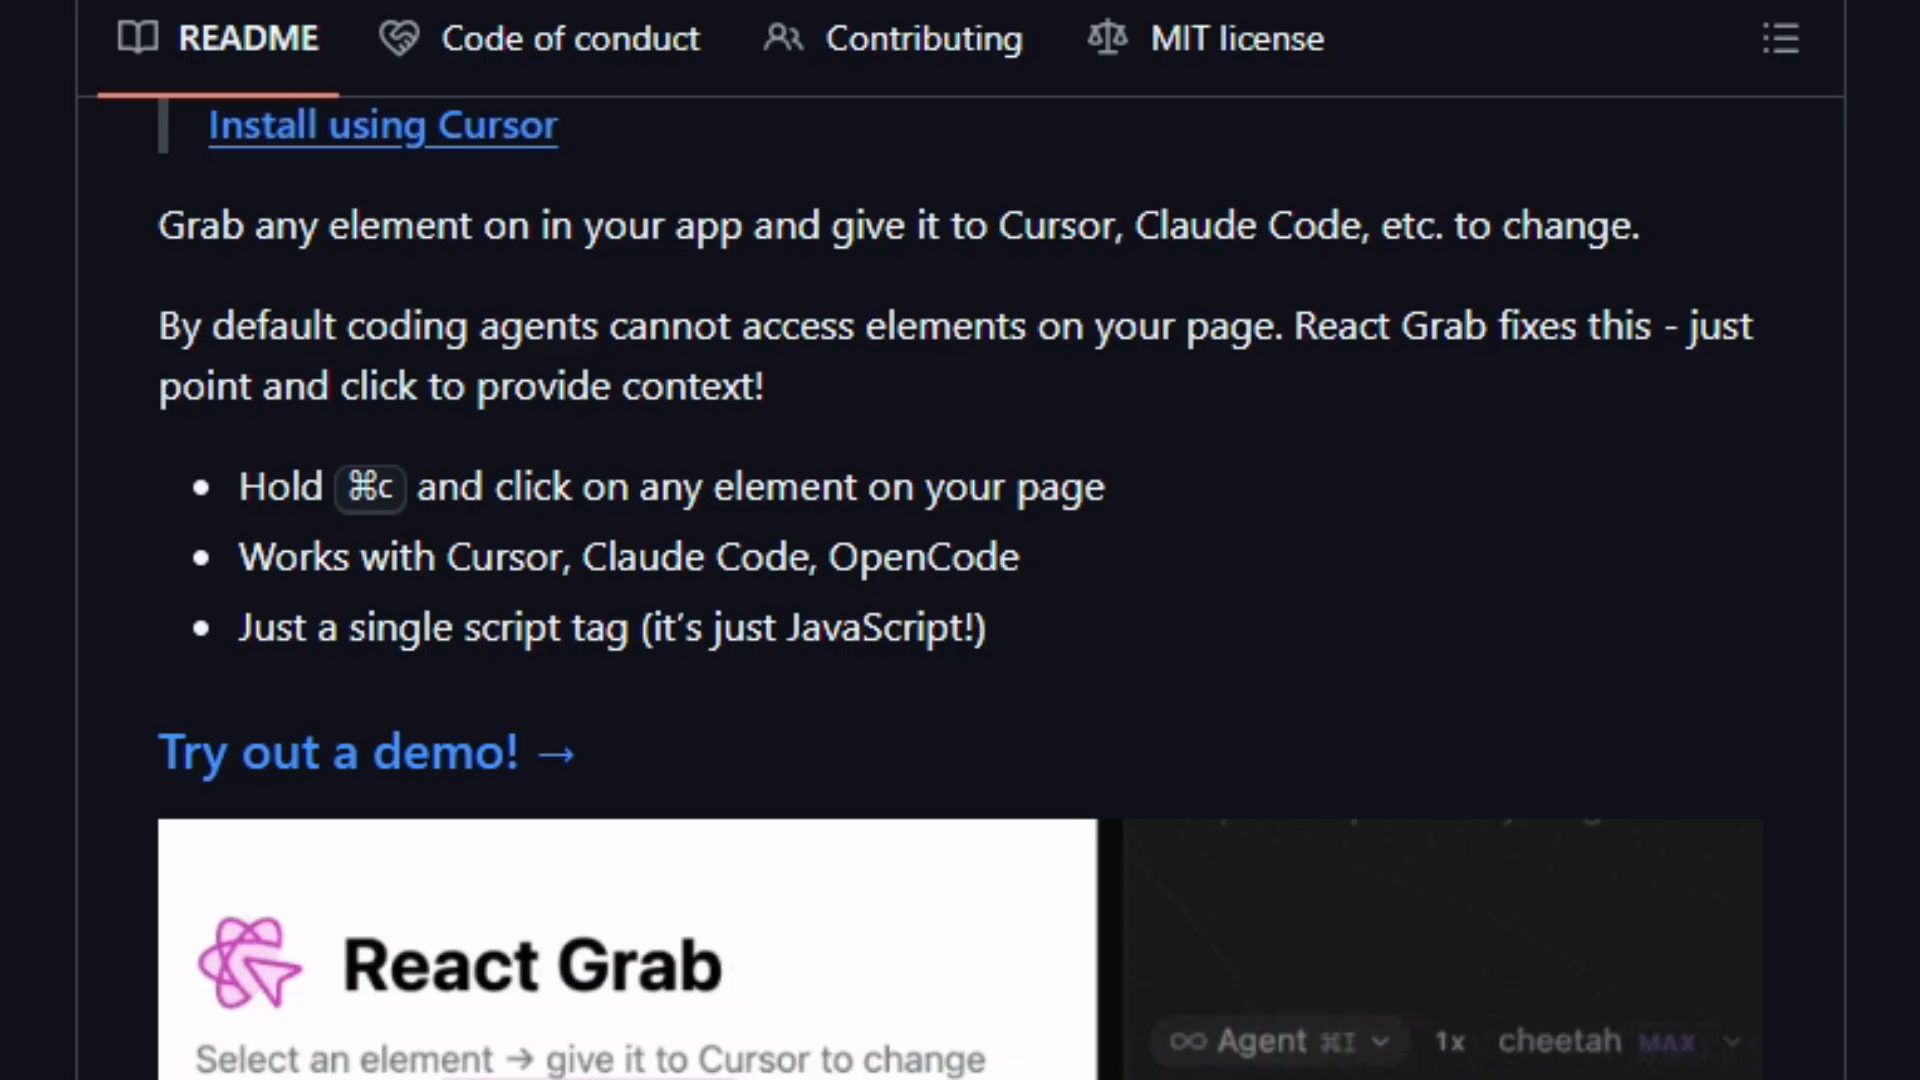 README Code of conduct Contributing MIT license
Install using Cursor
Grab any element on in your app and give it to Cursor, Claude Code, etc. to change.
By default coding agents cannot access elements on your page. React Grab fixes this - just
point and click to provide context!
Hold ⌘C and click on any element on your page
Works with Cursor, Claude Code, OpenCode
Just a single script tag (it's just JavaScript!)
Try out a demo! →
React Grab
Select an element → give it to Cursor to change
Agent ⌘I 1x cheetah MAX